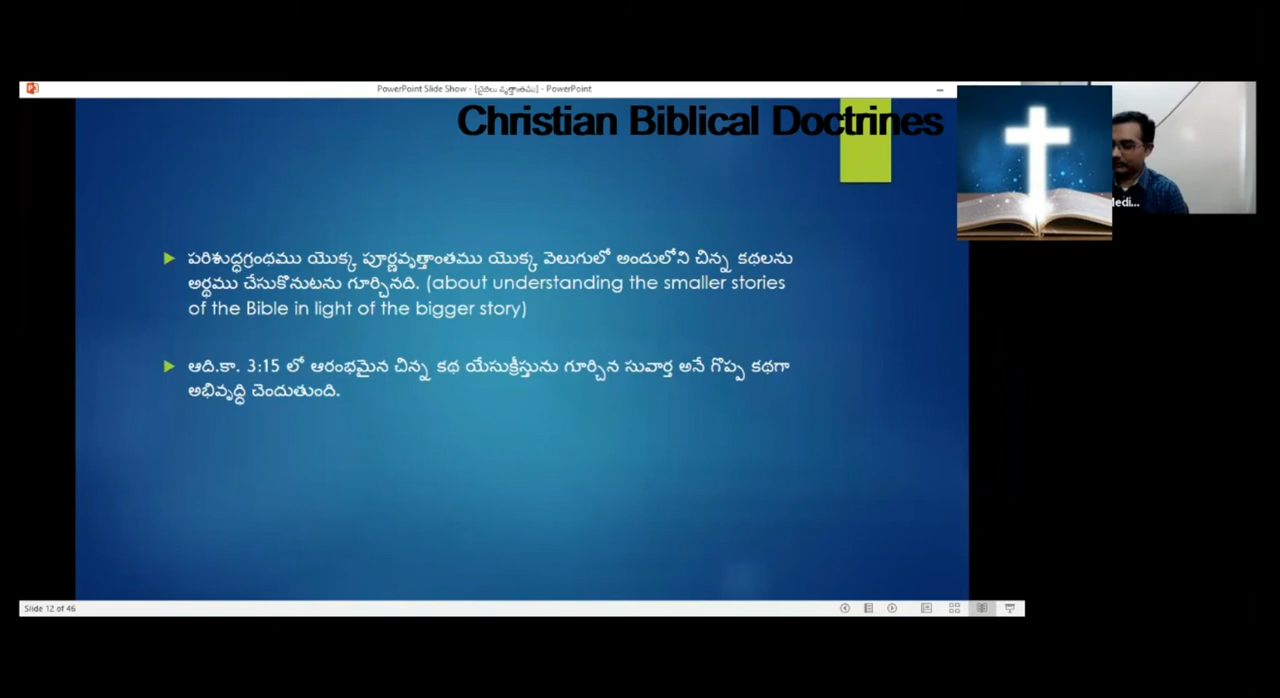 PowerPoint Slide Show - [బైబిలు వృత్తాంతము] - PowerPoint
Christian Biblical Doctrines
పరిశుద్ధగ్రంథము యొక్క పూర్ణవృత్తాంతము యొక్క వెలుగులో అందులోని చిన్న కథలను
అర్థము చేసుకొనుటను గూర్చినది. (about understanding the smaller stories
of the Bible in light of the bigger story)
ఆది.కా. 3:15 లో ఆరంభమైన చిన్న కథ యేసుక్రీస్తును గూర్చిన సువార్త అనే గొప్ప కథగా
అభివృద్ధి చెందుతుంది.
Slide 12 of 46